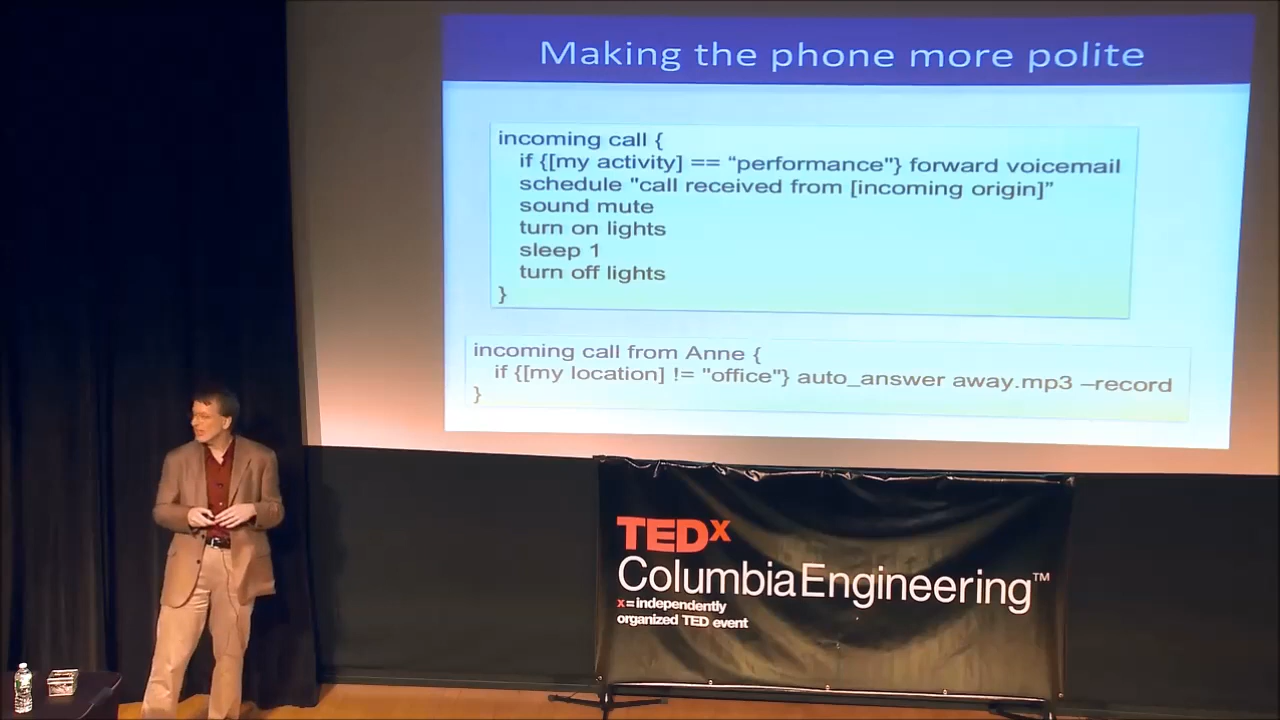 Making the phone more polite
incoming call {
if {[my activity] == “performance"} forward voicemail
schedule "call received from [incoming origin]”
sound mute
turn on lights
sleep 1
turn off lights
}
incoming call from Anne {
if {[my location] != "office"} auto_answer away.mp3 –record
}
TEDx
ColumbiaEngineering™
x=independently
organized TED event